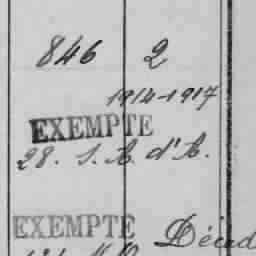 846 2
1914-1917
EXEMPTE
28. S. A. d'A.
EXEMPTE Décéd